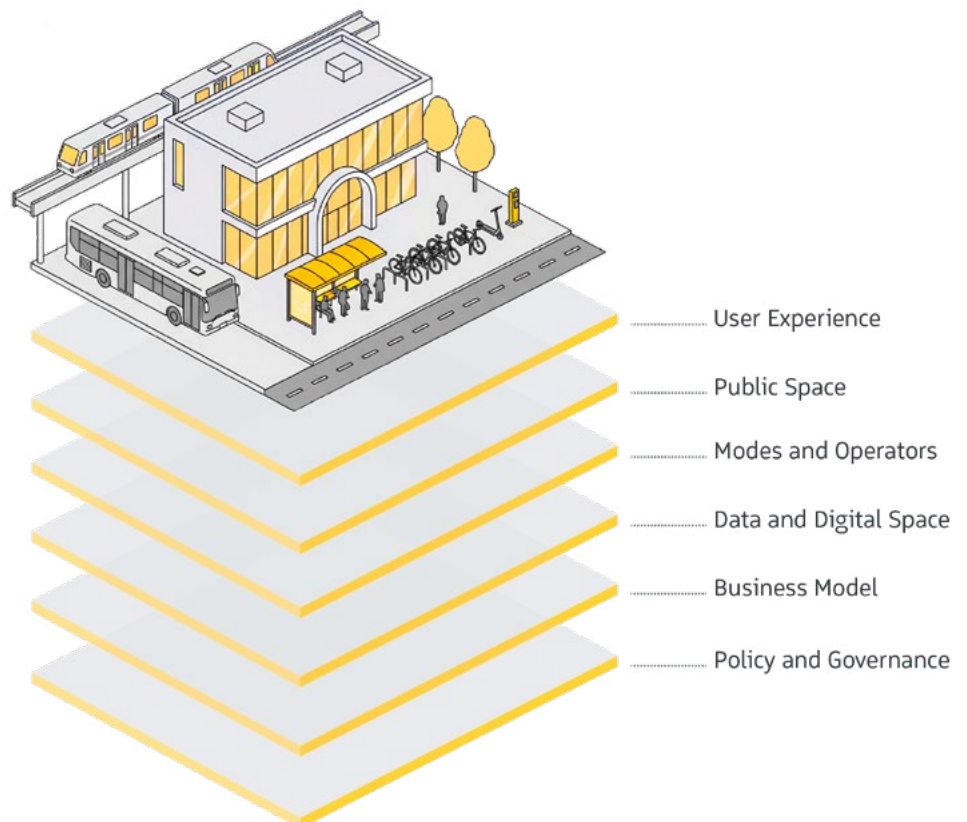 User Experience
Public Space
Modes and Operators
Data and Digital Space
Business Model
Policy and Governance